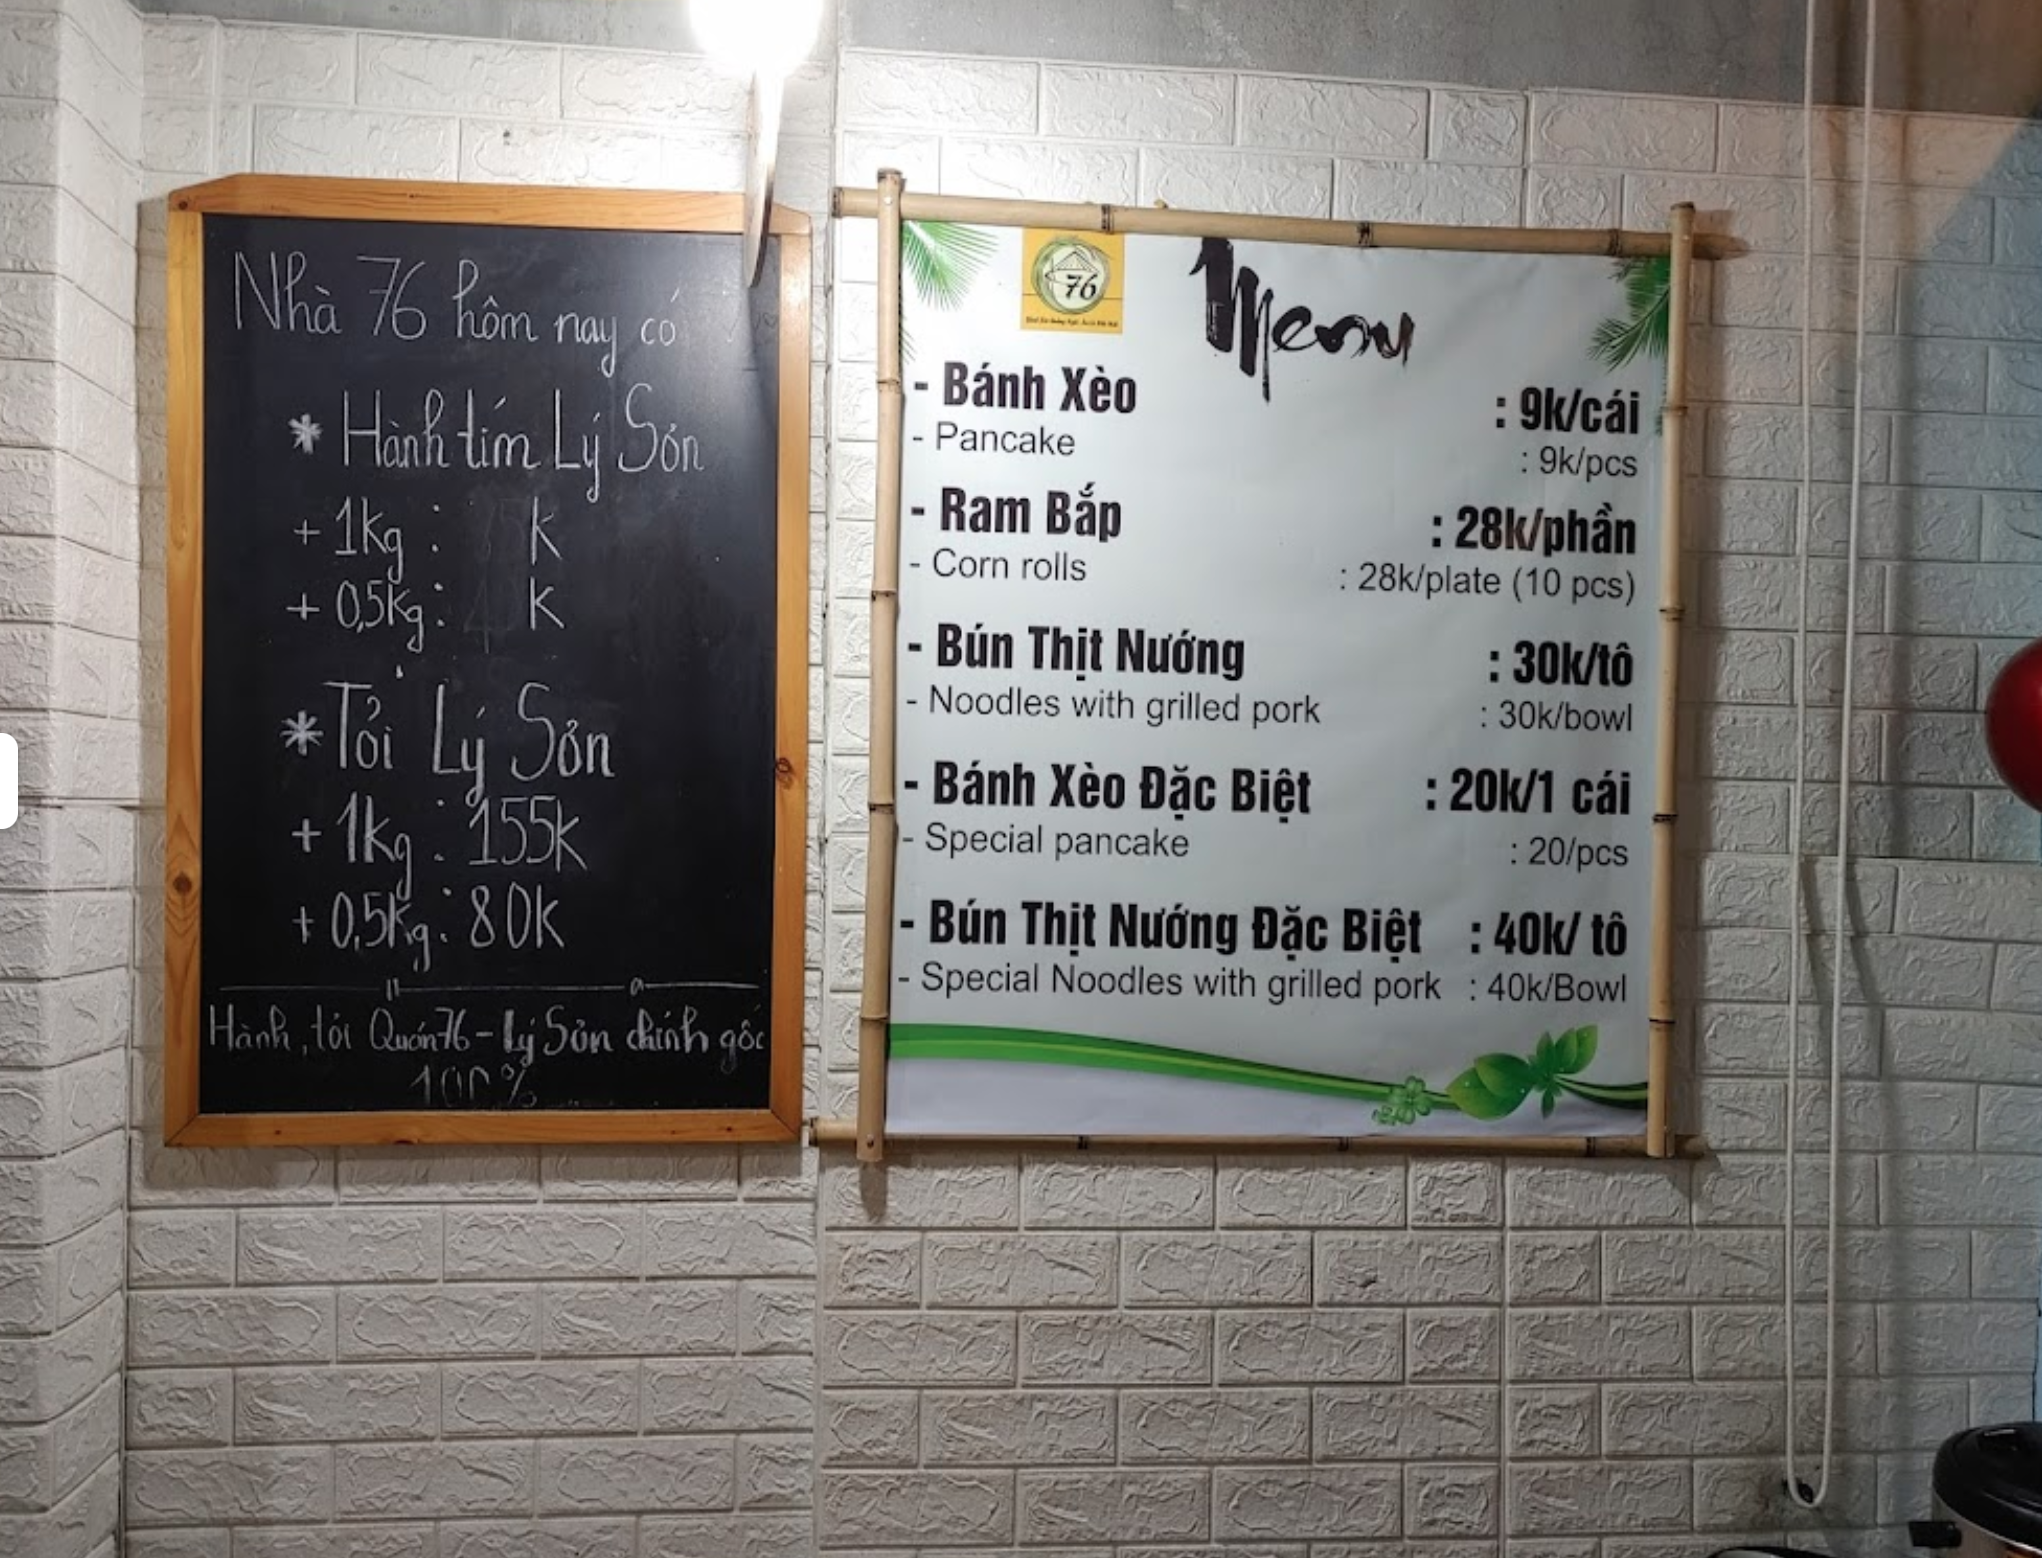 Nhà 76 hôm nay có
* Hành tím Lý Sơn
+ 1kg : k
+ 0,5kg : k
* Tỏi Lý Sơn
+ 1kg : 155k
+ 0,5kg : 80k
Hành, tỏi Quán 76 - Lý Sơn chính gốc
100%
76
Menu
- Bánh Xèo : 9k/cái
- Pancake : 9k/pcs
- Ram Bắp : 28k/phần
- Corn rolls : 28k/plate (10 pcs)
- Bún Thịt Nướng : 30k/tô
- Noodles with grilled pork : 30k/bowl
- Bánh Xèo Đặc Biệt : 20k/1 cái
- Special pancake : 20/pcs
- Bún Thịt Nướng Đặc Biệt : 40k/ tô
- Special Noodles with grilled pork : 40k/Bowl